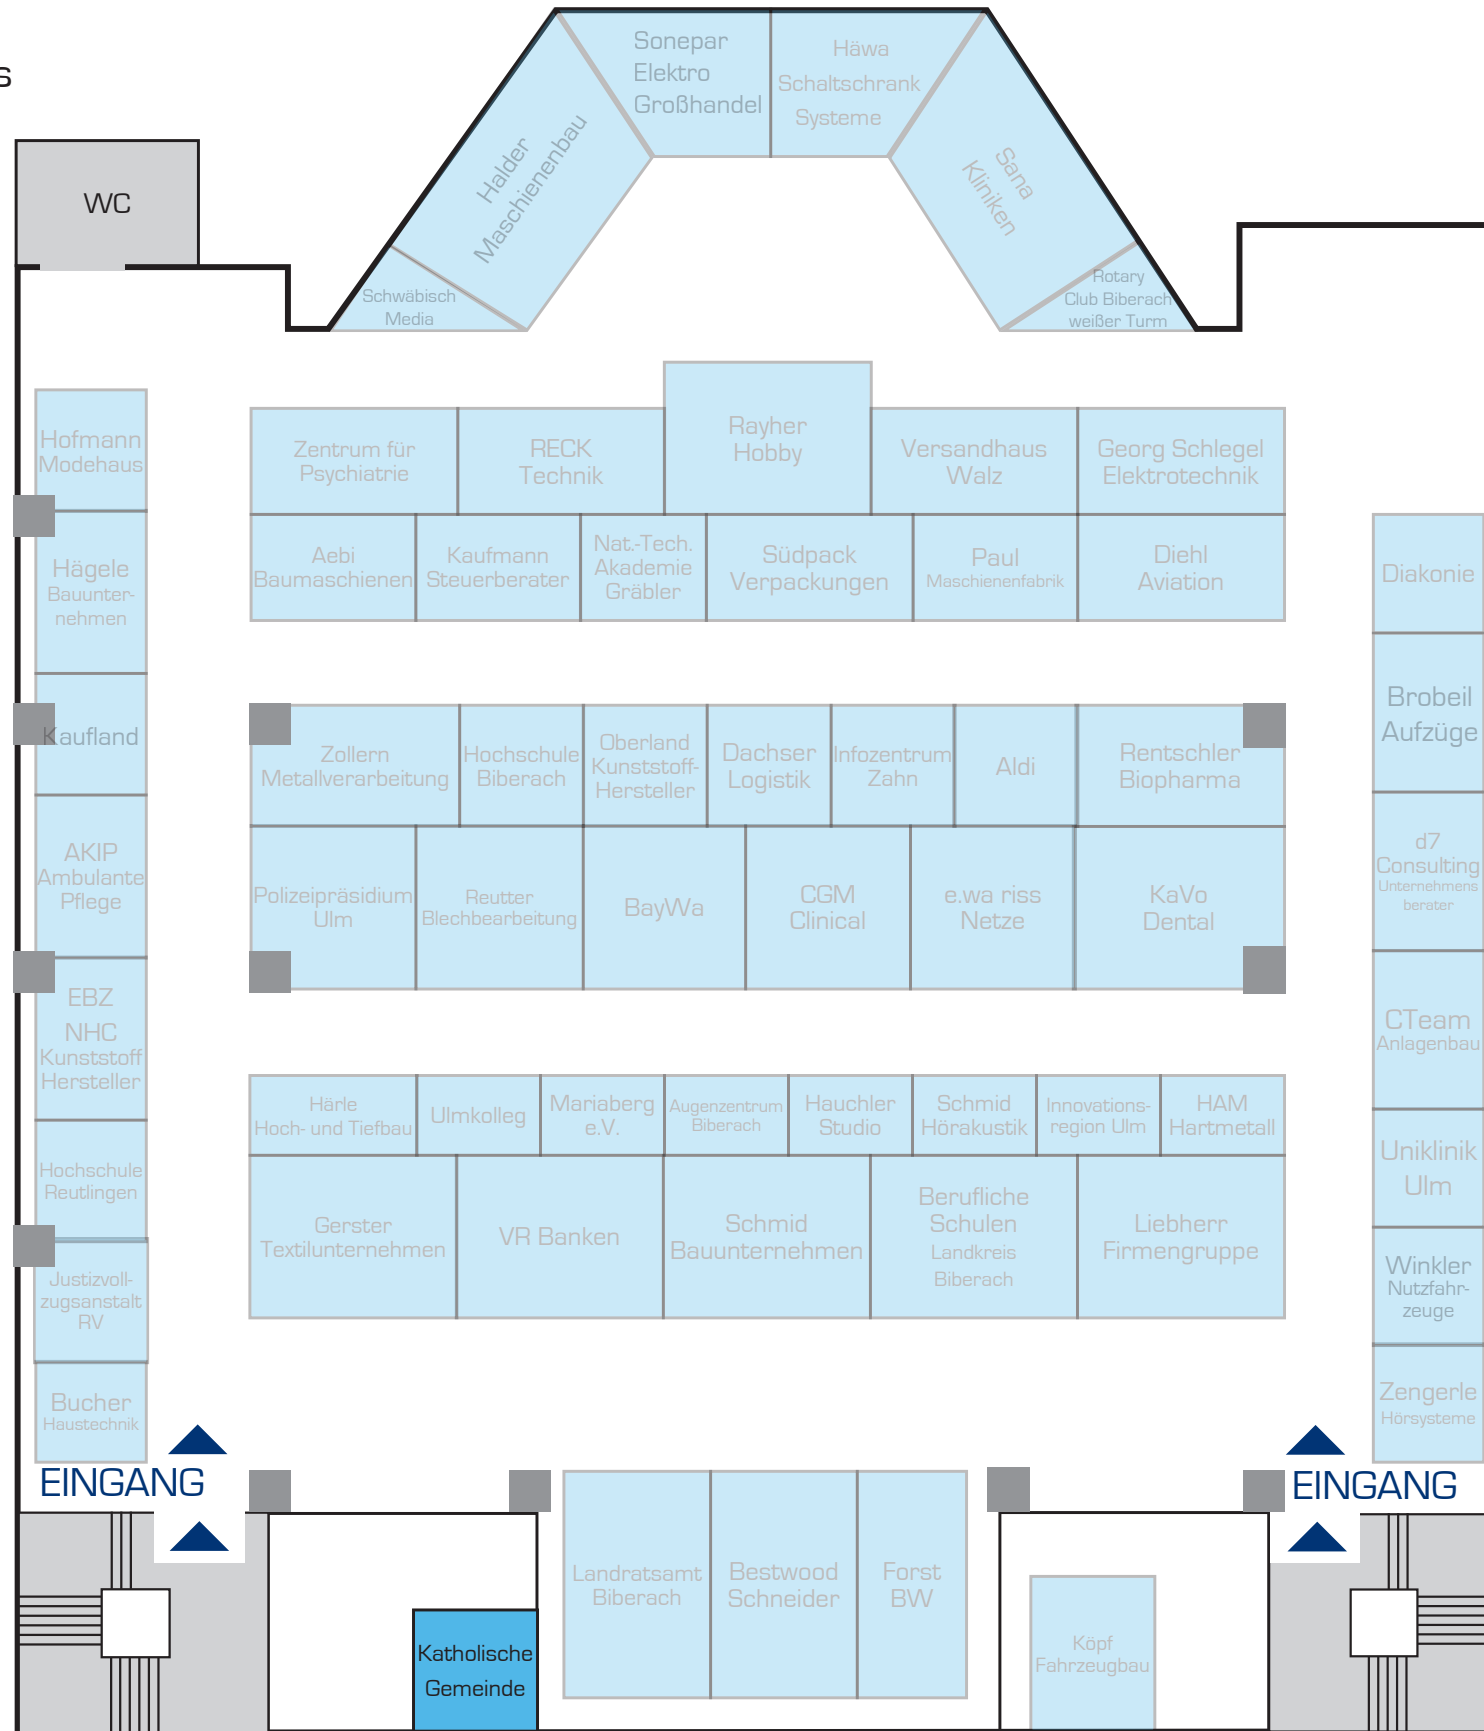 s
WC
Sonepar
Elektro
Großhandel
Häwa
Schaltschrank
Systeme
Halder
Maschienenbau
Sana
Kliniken
Schwäbisch
Media
Rotary
Club Biberach
weißer Turm
Hofmann
Modehaus
Hägele
Bauunter-
nehmen
Kaufland
AKIP
Ambulante
Pflege
EBZ
NHC
Kunststoff
Hersteller
Hochschule
Reutlingen
Justizvoll-
zugsanstalt
RV
Bucher
Haustechnik
Zentrum für
Psychiatrie
RECK
Technik
Rayher
Hobby
Versandhaus
Walz
Georg Schlegel
Elektrotechnik
Aebi
Baumaschienen
Kaufmann
Steuerberater
Nat.-Tech.
Akademie
Gräbler
Südpack
Verpackungen
Paul
Maschienenfabrik
Diehl
Aviation
Zollern
Metallverarbeitung
Hochschule
Biberach
Oberland
Kunststoff-
Hersteller
Dachser
Logistik
Infozentrum
Zahn
Aldi
Rentschler
Biopharma
Polizeipräsidium
Ulm
Reutter
Blechbearbeitung
BayWa
CGM
Clinical
e.wa riss
Netze
KaVo
Dental
Härle
Hoch- und Tiefbau
Ulmkolleg
Mariaberg
e.V.
Augenzentrum
Biberach
Hauchler
Studio
Schmid
Hörakustik
Innovations-
region Ulm
HAM
Hartmetall
Gerster
Textilunternehmen
VR Banken
Schmid
Bauunternehmen
Berufliche
Schulen
Landkreis
Biberach
Liebherr
Firmengruppe
Diakonie
Brobeil
Aufzüge
d7
Consulting
Unternehmens
berater
CTeam
Anlagenbau
Uniklinik
Ulm
Winkler
Nutzfahr-
zeuge
Zengerle
Hörsysteme
EINGANG
EINGANG
Katholische
Gemeinde
Landratsamt
Biberach
Bestwood
Schneider
Forst
BW
Köpf
Fahrzeugbau